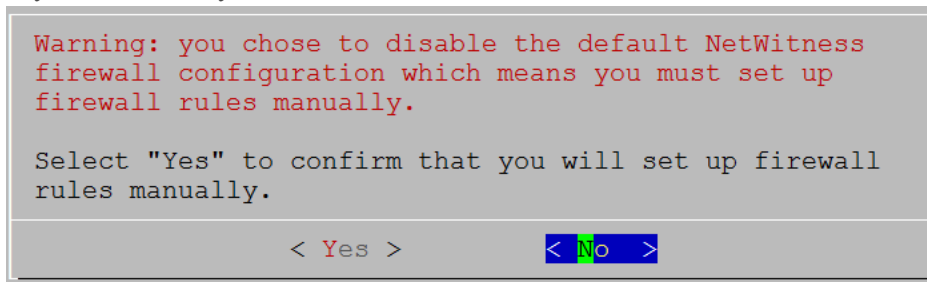 Warning: you chose to disable the default NetWitness
firewall configuration which means you must set up
firewall rules manually.
Select "Yes" to confirm that you will set up firewall
rules manually.
< Yes > < No >